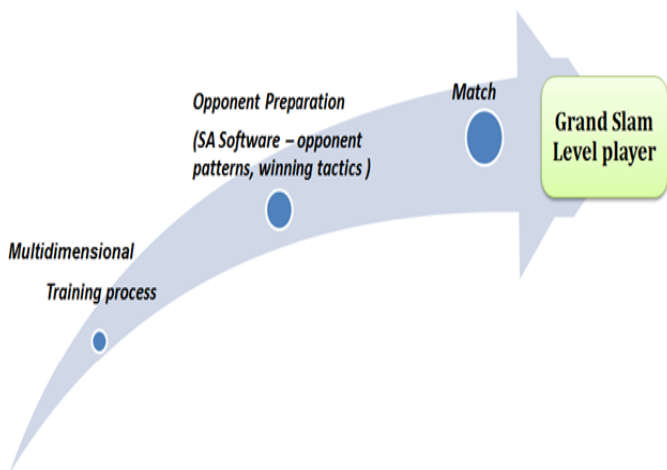 Opponent Preparation
(SA Software – opponent
patterns, winning tactics )
Match
Grand Slam
Level player
Multidimensional
Training process